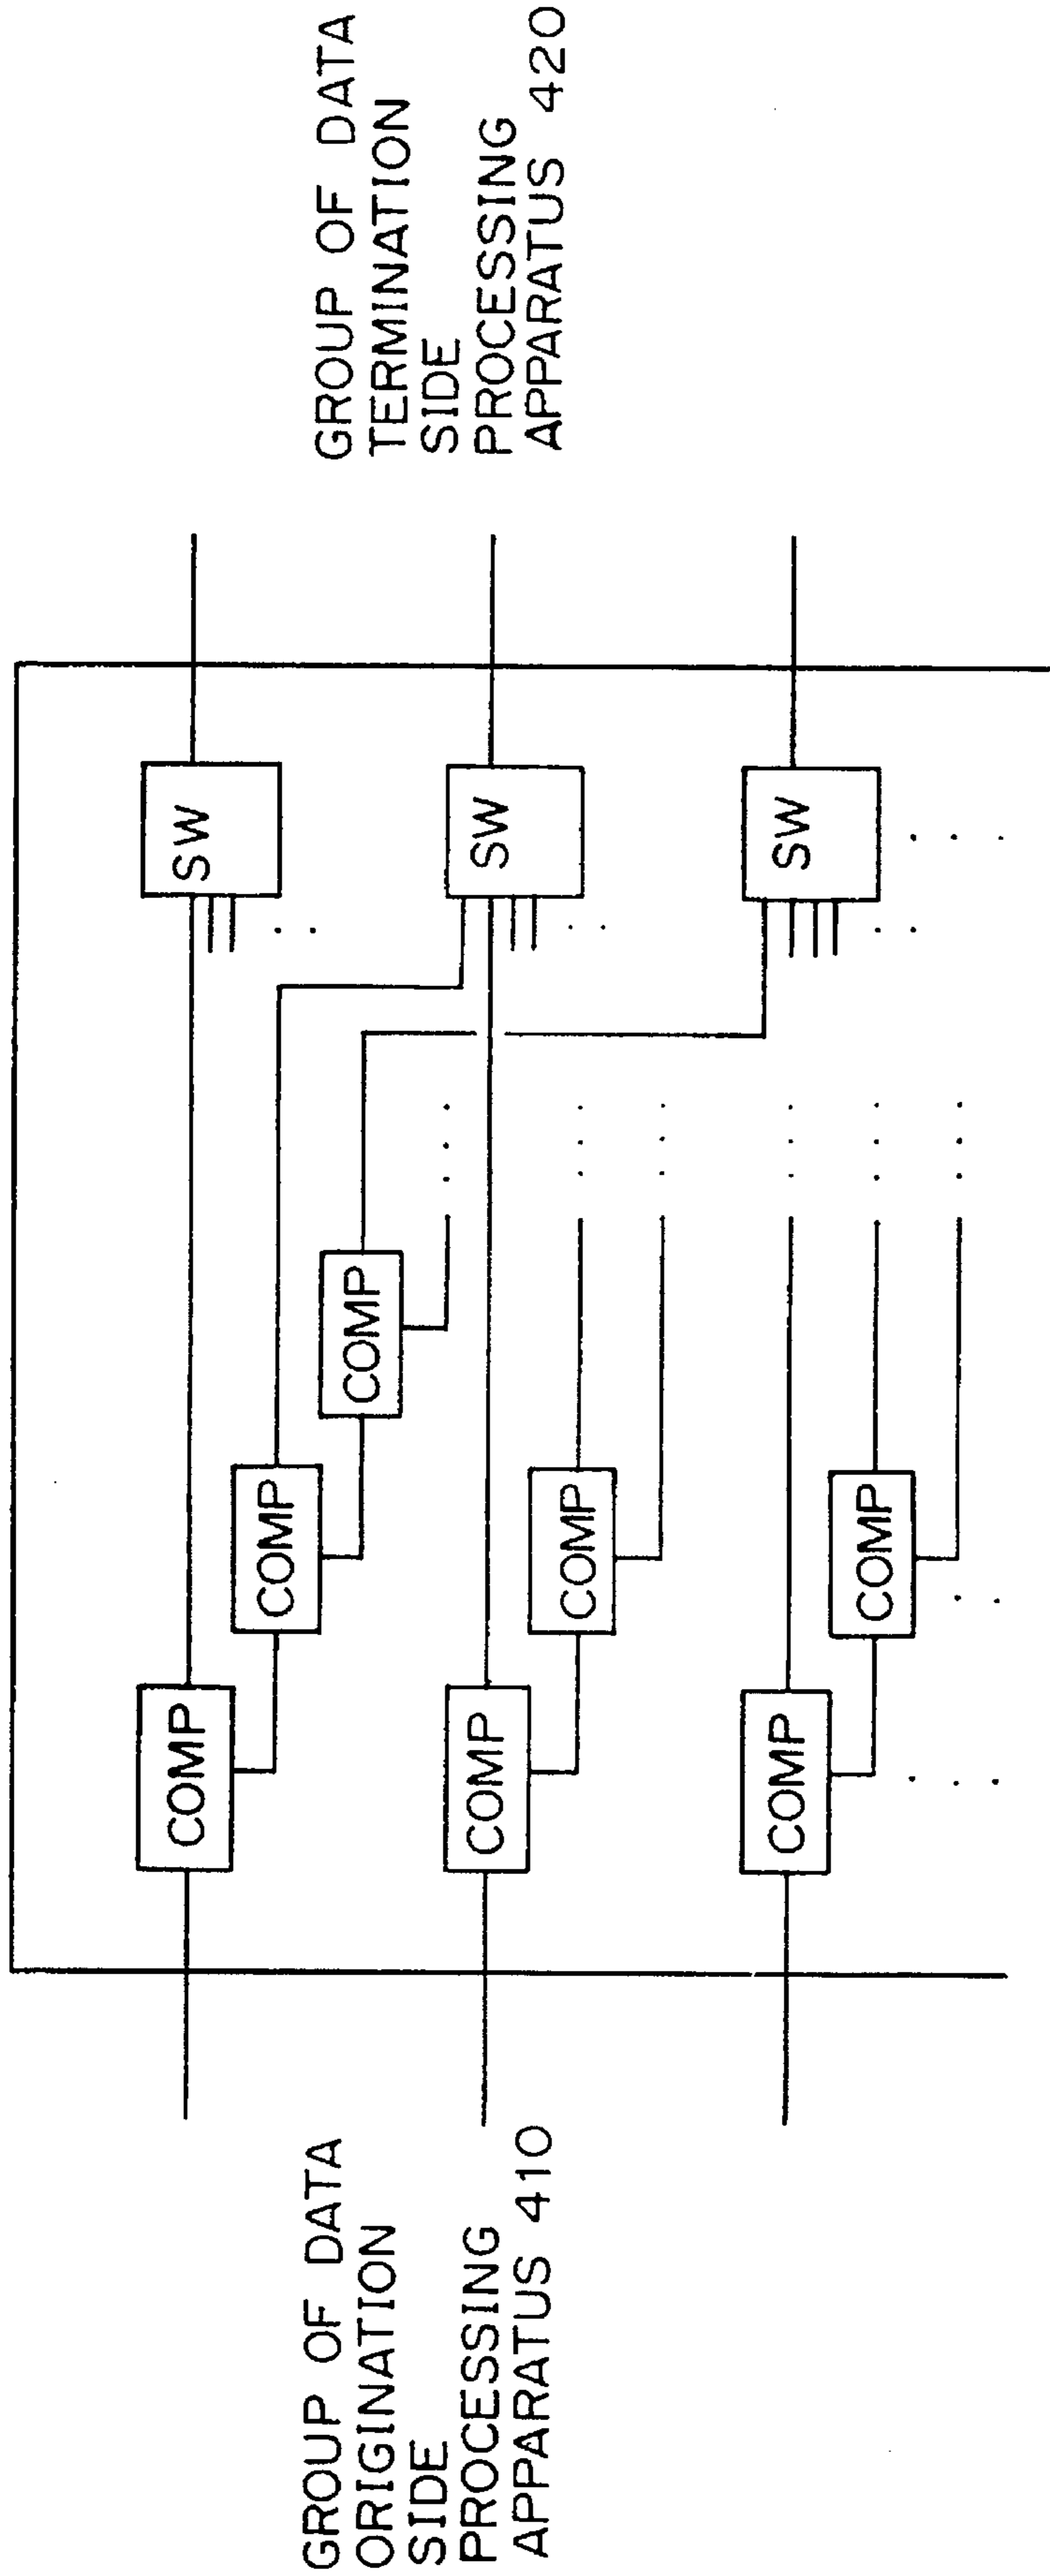 GROUP OF DATA
ORIGINATION
SIDE
PROCESSING
APPARATUS 410
COMP
COMP
COMP
SW
COMP
COMP
SW
COMP
COMP
SW
GROUP OF DATA
TERMINATION
SIDE
PROCESSING
APPARATUS 420